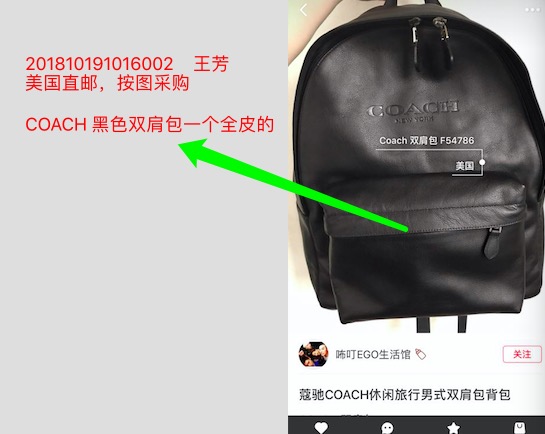 201810191016002 王芳
美国直邮，按图采购
COACH 黑色双肩包一个全皮的
COACH
NEW YORK
Coach 双肩包 F54786
美国
咘叮EGO生活馆
关注
蔻驰COACH休闲旅行男式双肩包背包